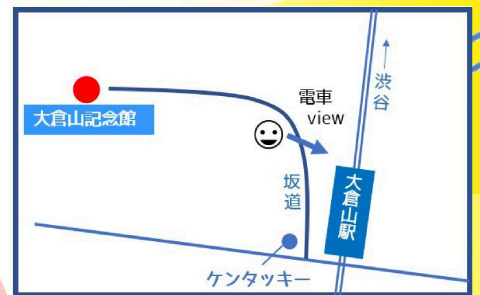 電車
view
渋谷
大倉山記念館
坂道
大倉山駅
ケンタッキー